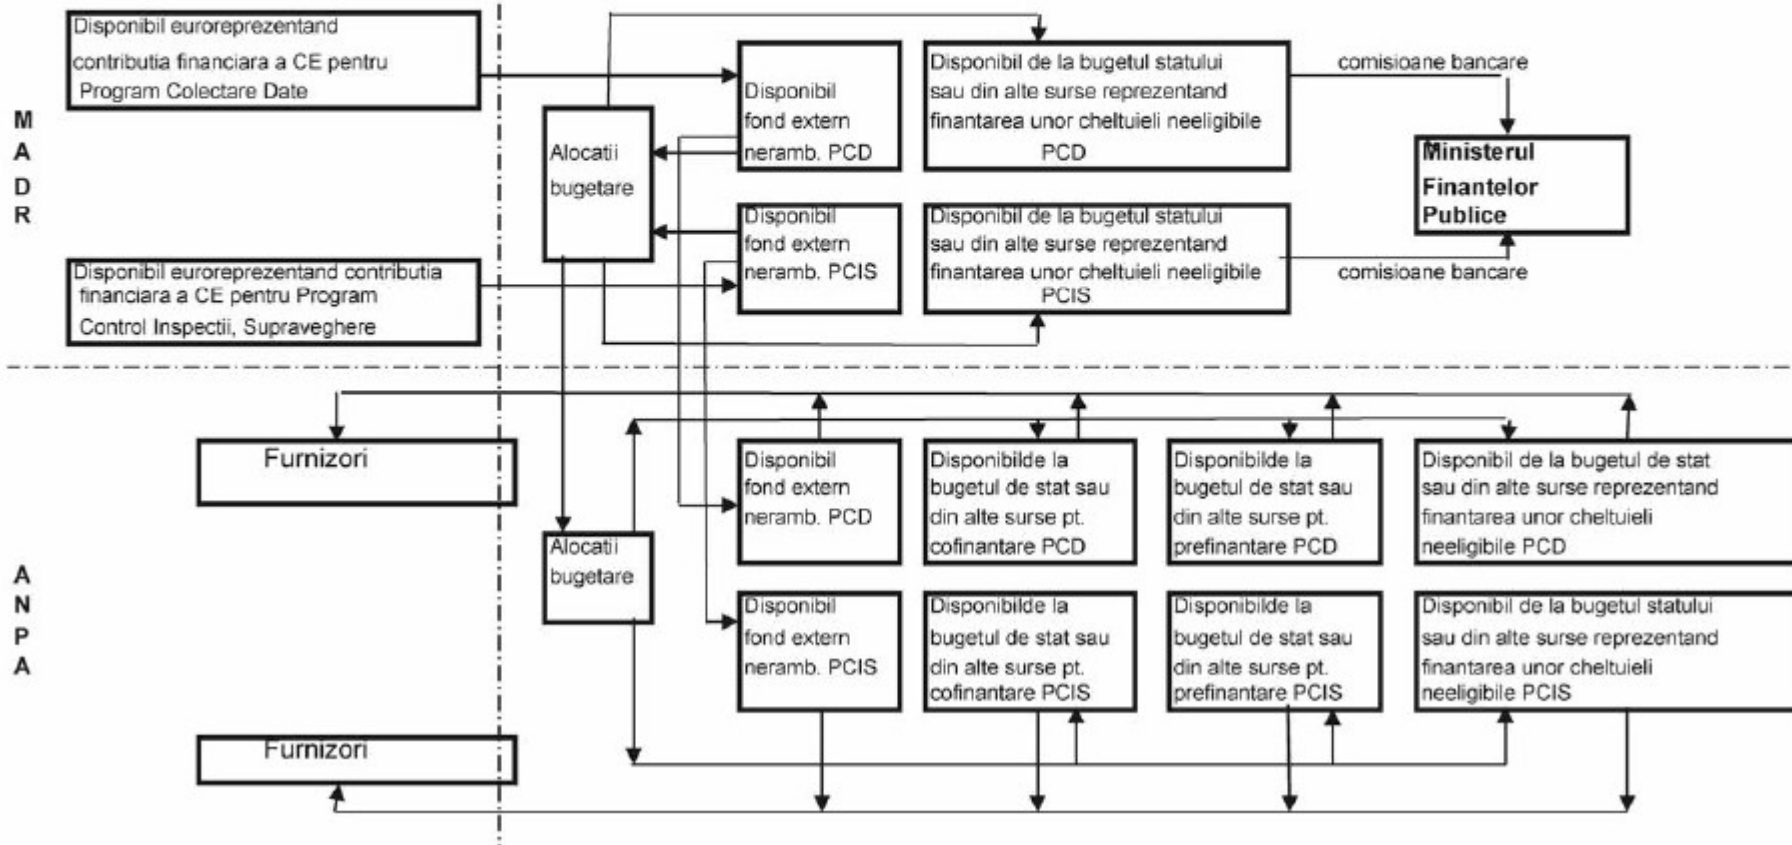 Disponibil euroreprezentand
contributia financiara a CE pentru
Program Colectare Date
M
A
D
R
Disponibil euroreprezentand contributia
financiara a CE pentru Program
Control Inspectii, Supraveghere
Alocatii
bugetare
Disponibil
fond extern
neramb. PCD
Disponibil
fond extern
neramb. PCIS
Disponibil de la bugetul statului
sau din alte surse reprezentand
finantarea unor cheltuieli neeligibile
PCD
Disponibil de la bugetul statului
sau din alte surse reprezentand
finantarea unor cheltuieli neeligibile
PCIS
comisioane bancare
Ministerul
Finantelor
Publice
comisioane bancare
A
N
P
A
Furnizori
Furnizori
Alocatii
bugetare
Disponibil
fond extern
neramb. PCD
Disponibilde la
bugetul de stat sau
din alte surse pt.
cofinantare PCD
Disponibilde la
bugetul de stat sau
din alte surse pt.
prefinantare PCD
Disponibil de la bugetul de stat
sau din alte surse reprezentand
finantarea unor cheltuieli
neeligibile PCD
Disponibil
fond extern
neramb. PCIS
Disponibilde la
bugetul de stat sau
din alte surse pt.
cofinantare PCIS
Disponibilde la
bugetul de stat sau
din alte surse pt.
prefinantare PCIS
Disponibil de la bugetul statului
sau din alte surse reprezentand
finantarea unor cheltuieli
neeligibile PCIS